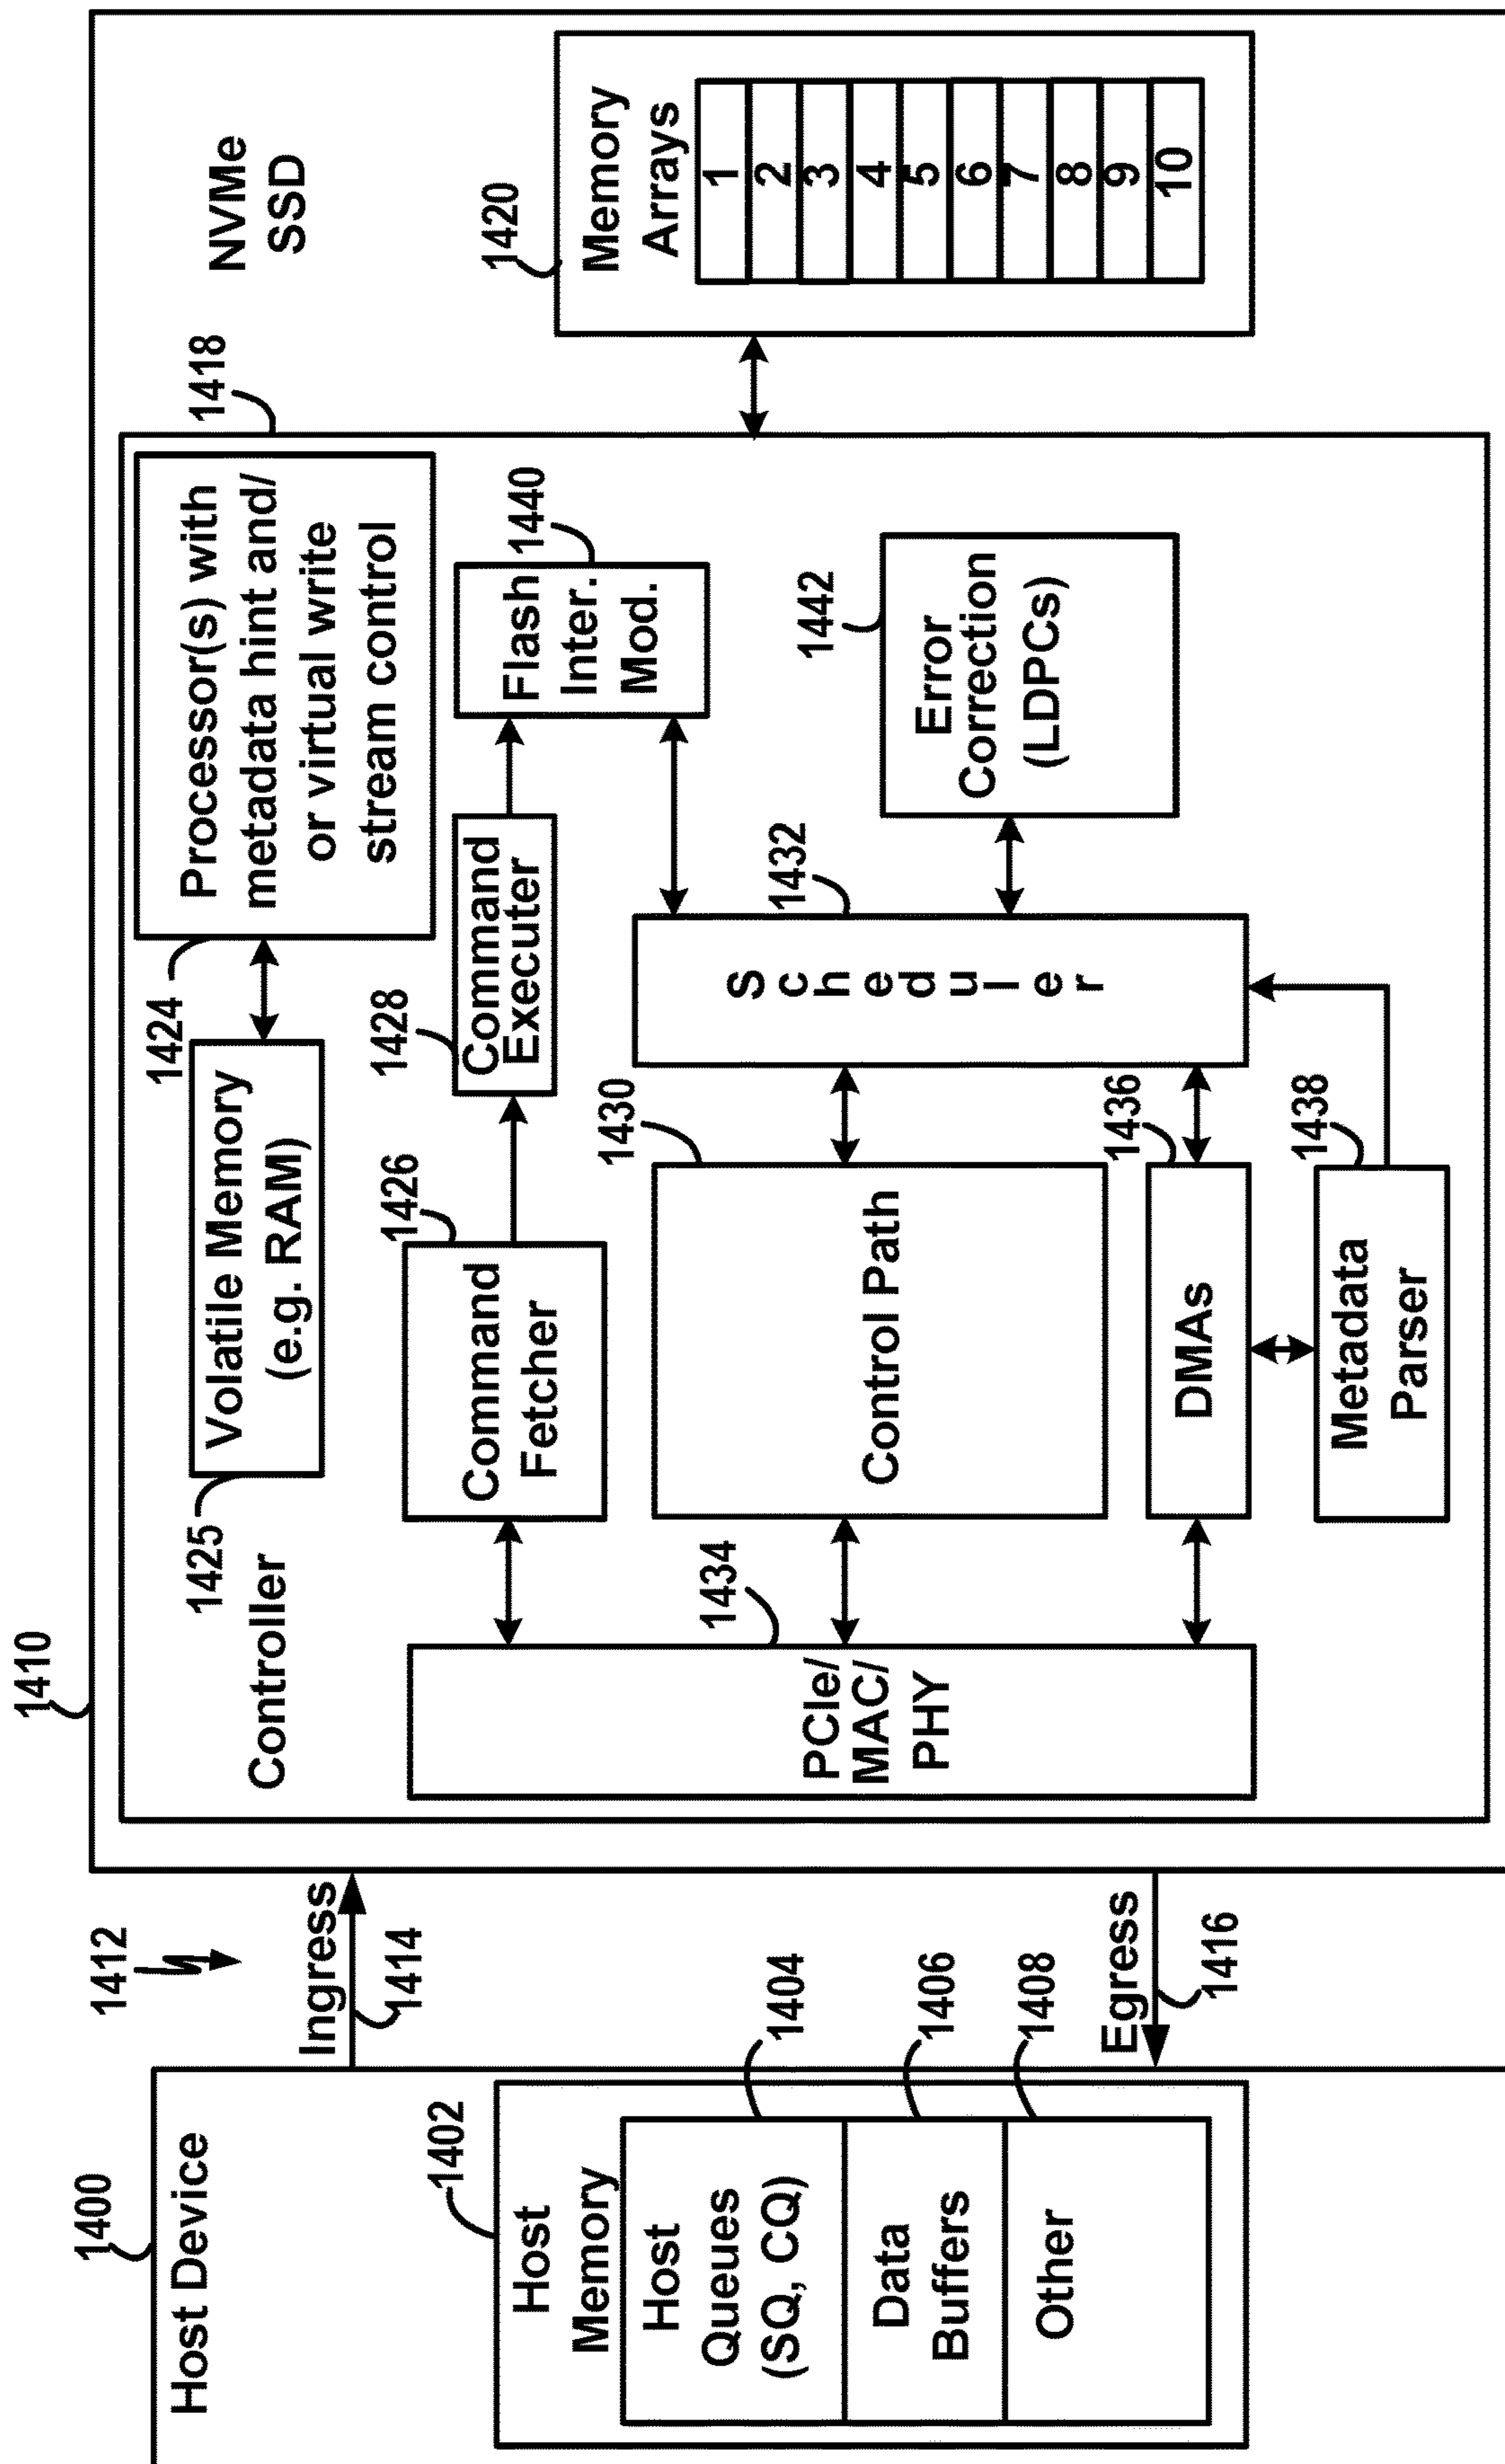 1400
Host Device
1402
Host
Memory
Host
Queues
(SQ, CQ)
1404
Data
Buffers
1406
Other
1408
1412
Ingress
1414
Egress
1416
1410
NVMe
SSD
Controller
1418
1425
Volatile Memory
(e.g. RAM)
1424
Processor(s) with
metadata hint and/
or virtual write
stream control
1434
PCIe/
MAC/
PHY
1426
Command
Fetcher
1428
Command
Executer
1440
Flash
Inter.
Mod.
1430
Control Path
1432
Scheduler
1442
Error
Correction
(LDPCs)
1436
DMAs
1438
Metadata
Parser
1420
Memory
Arrays
1
2
3
4
5
6
7
8
9
10